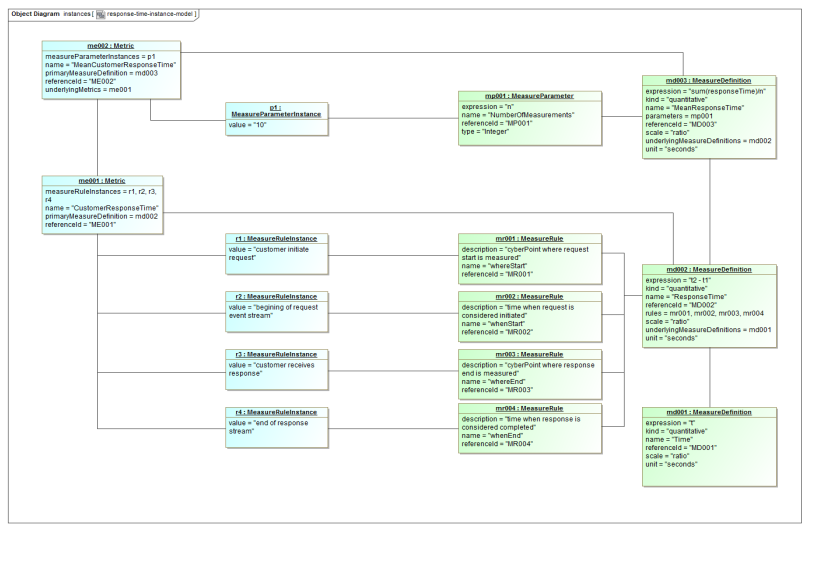 Object Diagram instances [ response-time-instance-model ]
me002 : Metric
measureParameterInstances = p1
name = "MeanCustomerResponseTime"
primaryMeasureDefinition = md003
referenceId = "ME002"
underlyingMetrics = me001
p1 :
MeasureParameterInstance
value = "10"
mp001 : MeasureParameter
expression = "n"
name = "NumberOfMeasurements"
referenceId = "MP001"
type = "Integer"
md003 : MeasureDefinition
expression = "sum(responseTime)/n"
kind = "quantitative"
name = "MeanResponseTime"
parameters = mp001
referenceId = "MD003"
scale = "ratio"
underlyingMeasureDefinitions = md002
unit = "seconds"
me001 : Metric
measureRuleInstances = r1, r2, r3,
r4
name = "CustomerResponseTime"
primaryMeasureDefinition = md002
referenceId = "ME001"
r1 : MeasureRuleInstance
value = "customer initiate
request"
mr001 : MeasureRule
description = "cyberPoint where request
start is measured"
name = "whereStart"
referenceId = "MR001"
r2 : MeasureRuleInstance
value = "begining of request
event stream"
mr002 : MeasureRule
description = "time when request is
considered initiated"
name = "whenStart"
referenceId = "MR002"
md002 : MeasureDefinition
expression = "t2 - t1"
kind = "quantitative"
name = "ResponseTime"
referenceId = "MD002"
rules = mr001, mr002, mr003, mr004
scale = "ratio"
underlyingMeasureDefinitions = md001
unit = "seconds"
r3 : MeasureRuleInstance
value = "customer receives
response"
mr003 : MeasureRule
description = "cyberPoint where response
end is measured"
name = "whereEnd"
referenceId = "MR003"
r4 : MeasureRuleInstance
value = "end of response
stream"
mr004 : MeasureRule
description = "time when response is
considered completed"
name = "whenEnd"
referenceId = "MR004"
md001 : MeasureDefinition
expression = "t"
kind = "quantitative"
name = "Time"
referenceId = "MD001"
scale = "ratio"
unit = "seconds"